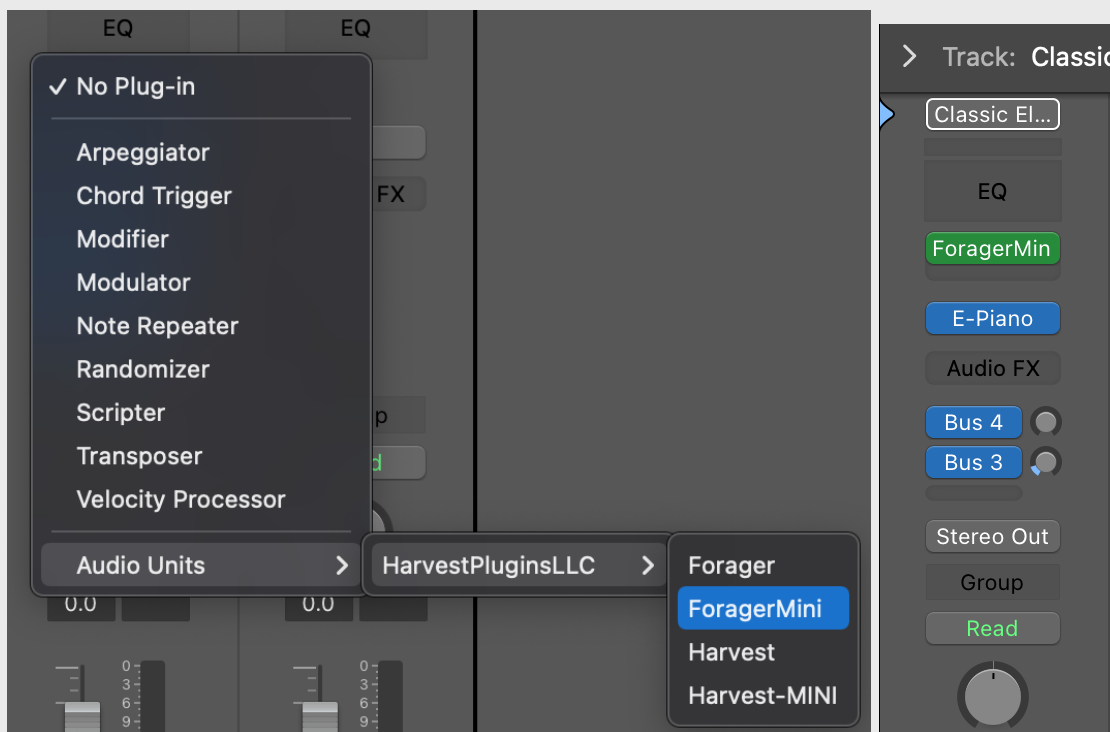 EQ
EQ
✓ No Plug-in
Arpeggiator
Chord Trigger
Modifier
Modulator
Note Repeater
Randomizer
Scripter
Transposer
Velocity Processor
Audio Units
HarvestPluginsLLC
Forager
ForagerMini
Harvest
Harvest-MINI
FX
p
d
0.0
0.0
0
3
6
9
0
3
6
9
Track: Classic
Classic El...
EQ
ForagerMin
E-Piano
Audio FX
Bus 4
Bus 3
Stereo Out
Group
Read